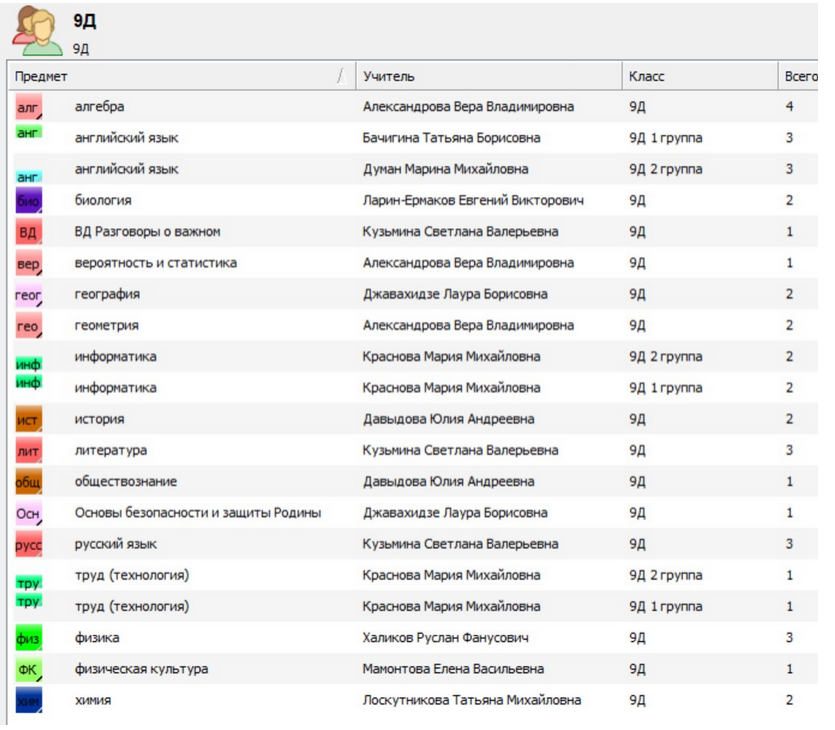 9Д
9Д
Предмет / Учитель Класс Всего
алг алгебра Александрова Вера Владимировна 9Д 4
анг английский язык Бачигина Татьяна Борисовна 9Д 1 группа 3
анг английский язык Думан Марина Михайловна 9Д 2 группа 3
био биология Ларин-Ермаков Евгений Викторович 9Д 2
ВД ВД Разговоры о важном Кузьмина Светлана Валерьевна 9Д 1
вер вероятность и статистика Александрова Вера Владимировна 9Д 1
геог география Джавахидзе Лаура Борисовна 9Д 2
гео геометрия Александрова Вера Владимировна 9Д 2
инф информатика Краснова Мария Михайловна 9Д 2 группа 2
инф информатика Краснова Мария Михайловна 9Д 1 группа 2
ист история Давыдова Юлия Андреевна 9Д 2
лит литература Кузьмина Светлана Валерьевна 9Д 3
общ обществознание Давыдова Юлия Андреевна 9Д 1
Осн Основы безопасности и защиты Родины Джавахидзе Лаура Борисовна 9Д 1
русс русский язык Кузьмина Светлана Валерьевна 9Д 3
тру труд (технология) Краснова Мария Михайловна 9Д 2 группа 1
тру труд (технология) Краснова Мария Михайловна 9Д 1 группа 1
физ физика Халиков Руслан Фанусович 9Д 3
ФК физическая культура Мамонтова Елена Васильевна 9Д 1
хим химия Лоскутникова Татьяна Михайловна 9Д 2